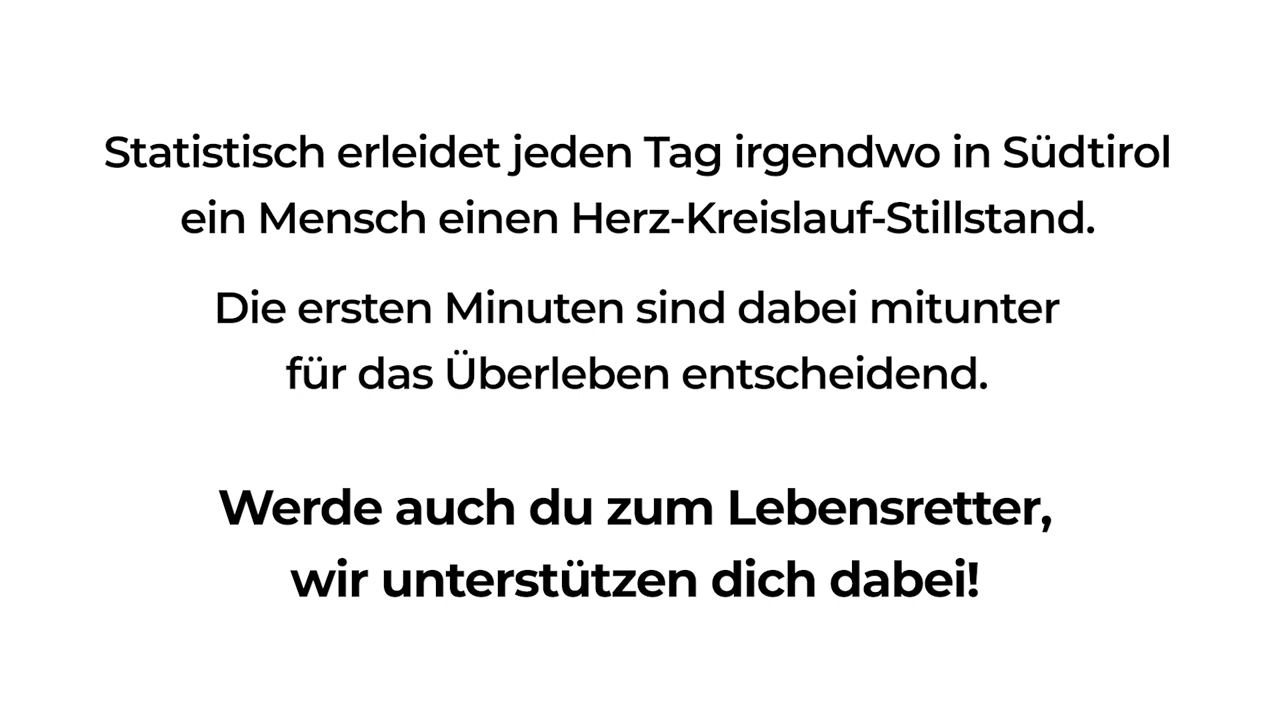 Statistisch erleidet jeden Tag irgendwo in Südtirol
ein Mensch einen Herz-Kreislauf-Stillstand.
Die ersten Minuten sind dabei mitunter
für das Überleben entscheidend.
Werde auch du zum Lebensretter,
wir unterstützen dich dabei!